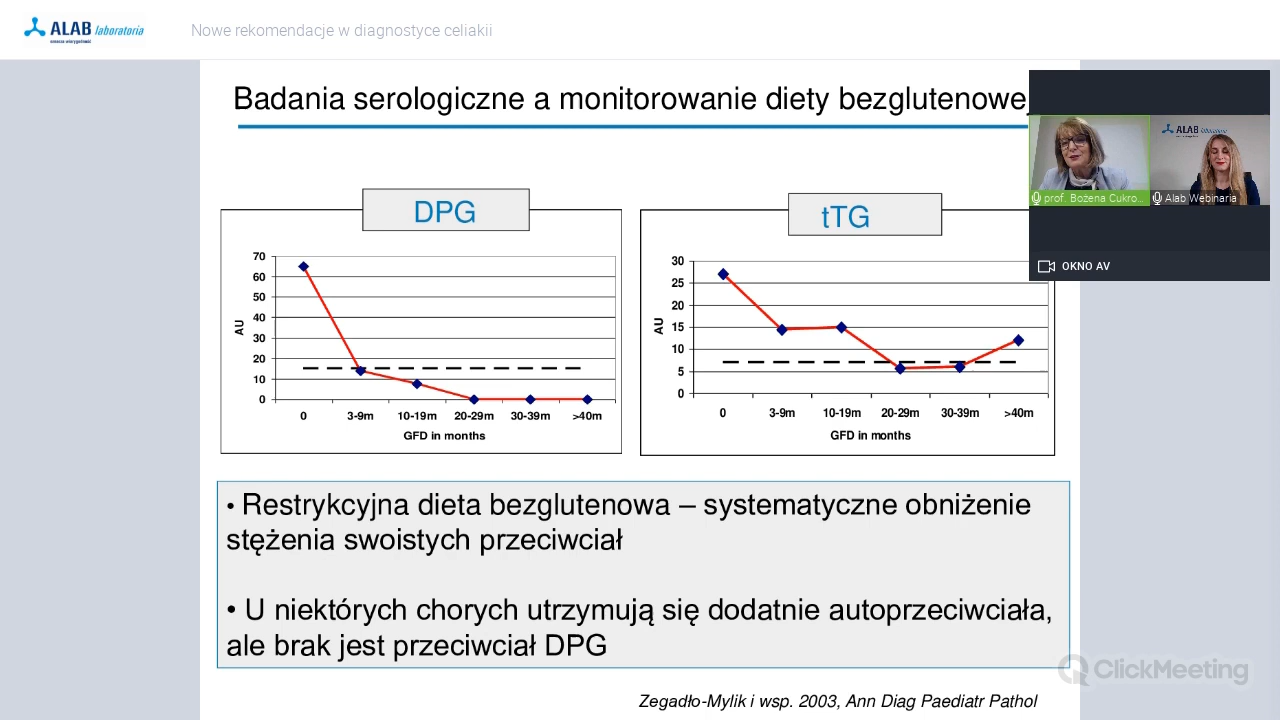 ALAB laboratoria
Nowe rekomendacje w diagnostyce celiakii
Badania serologiczne a monitorowanie diety bezglutenowej
ALAB laboratoria
prof. Bożena Cukro...
Alab Webinaria
OKNO AV
DPG
70
60
50
40
30
20
10
0
AU
0 3-9m 10-19m 20-29m 30-39m >40m
GFD in months
tTG
30
25
20
15
10
5
0
AU
0 3-9m 10-19m 20-29m 30-39m >40m
GFD in months
• Restrykcyjna dieta bezglutenowa – systematyczne obniżenie
stężenia swoistych przeciwciał
• U niektórych chorych utrzymują się dodatnie autoprzeciwciała,
ale brak jest przeciwciał DPG
ClickMeeting
Zegadło-Mylik i wsp. 2003, Ann Diag Paediatr Pathol